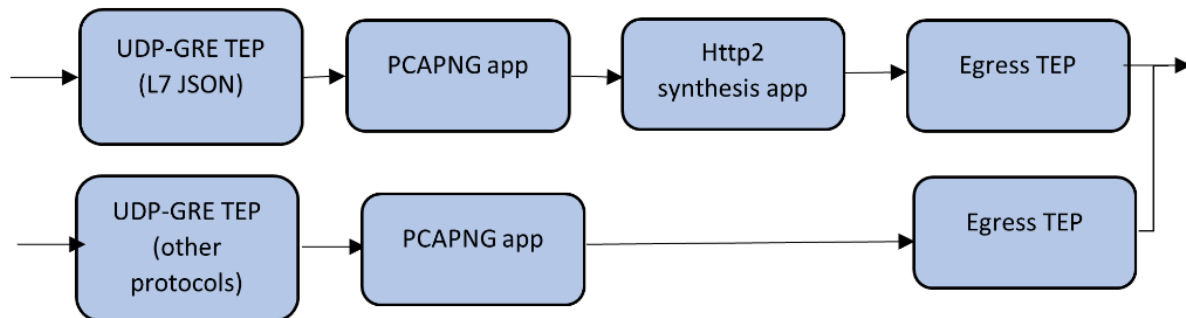 UDP-GRE TEP
(L7 JSON)
PCAPNG app
Http2
synthesis app
Egress TEP
UDP-GRE TEP
(other
protocols)
PCAPNG app
Egress TEP